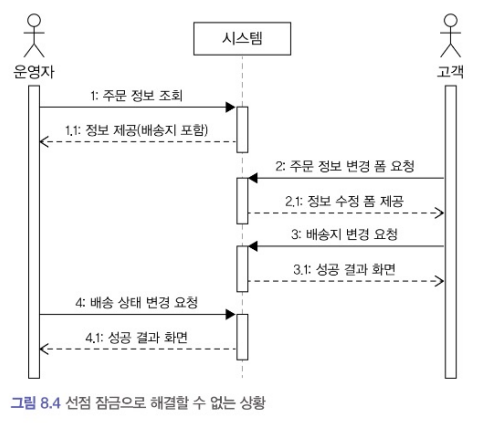 시스템
운영자
고객
1: 주문 정보 조회
1.1: 정보 제공(배송지 포함)
2: 주문 정보 변경 폼 요청
2.1: 정보 수정 폼 제공
3: 배송지 변경 요청
3.1: 성공 결과 화면
4: 배송 상태 변경 요청
4.1: 성공 결과 화면
그림 8.4 선점 잠금으로 해결할 수 없는 상황